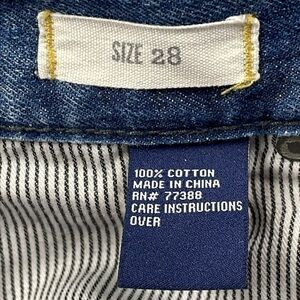 SIZE 28
100% COTTON
MADE IN CHINA
RN# 77388
CARE INSTRUCTIONS
OVER